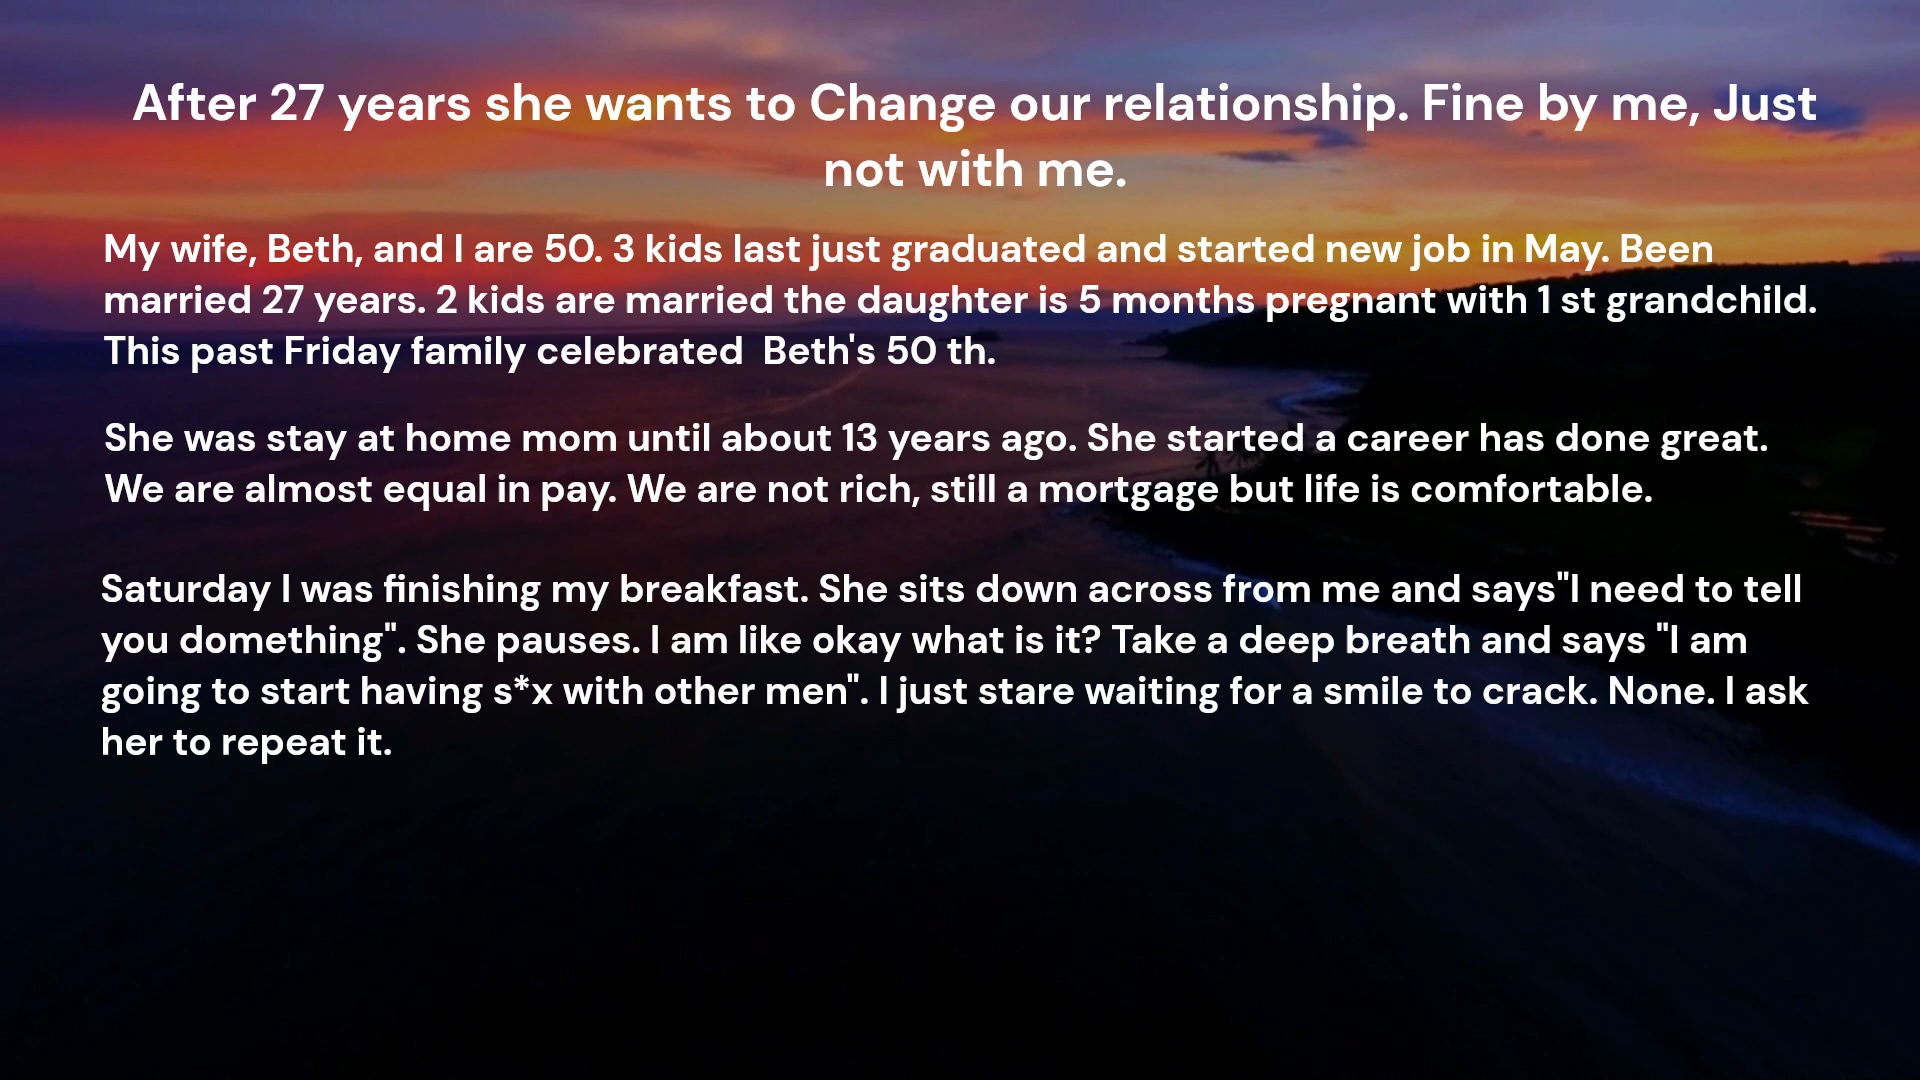 After 27 years she wants to Change our relationship. Fine by me, Just
not with me.
My wife, Beth, and I are 50. 3 kids last just graduated and started new job in May. Been
married 27 years. 2 kids are married the daughter is 5 months pregnant with 1 st grandchild.
This past Friday family celebrated  Beth's 50 th.
She was stay at home mom until about 13 years ago. She started a career has done great.
We are almost equal in pay. We are not rich, still a mortgage but life is comfortable.
Saturday I was finishing my breakfast. She sits down across from me and says"I need to tell
you domething". She pauses. I am like okay what is it? Take a deep breath and says "I am
going to start having s*x with other men". I just stare waiting for a smile to crack. None. I ask
her to repeat it.